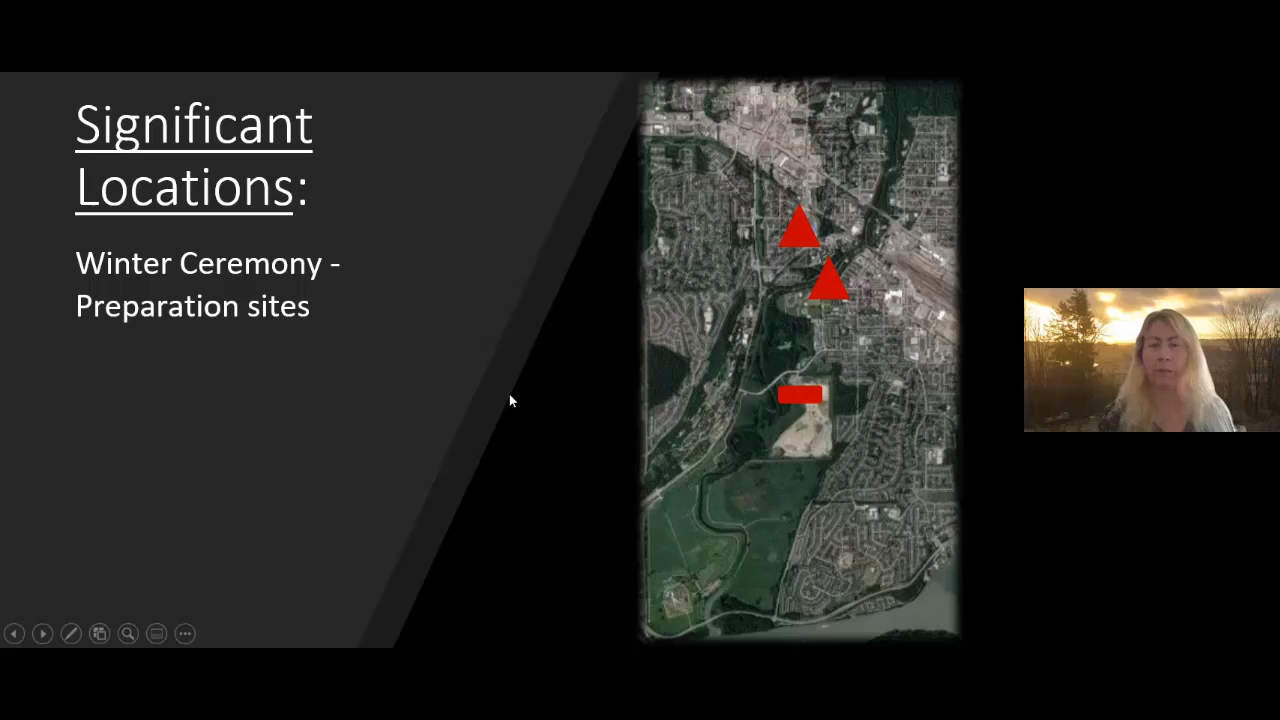 Significant
Locations:
Winter Ceremony -
Preparation sites